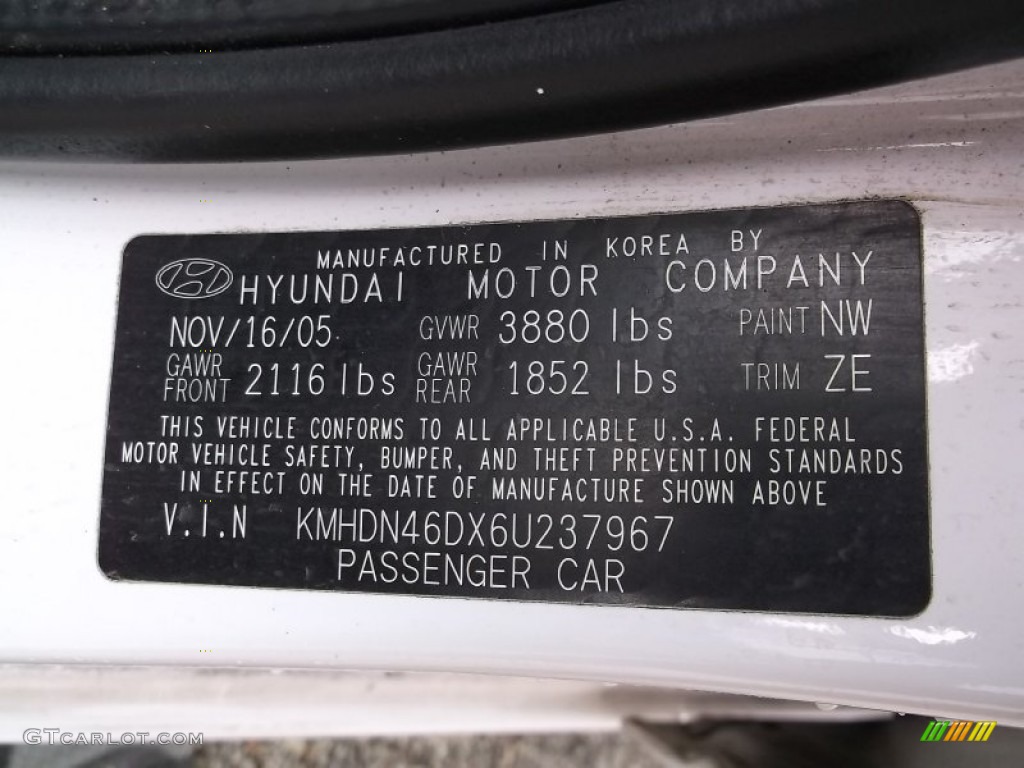 MANUFACTURED IN KOREA BY
HYUNDAI MOTOR COMPANY
NOV/16/05 GVWR 3880 lbs PAINT NW
GAWR FRONT 2116 lbs GAWR REAR 1852 lbs TRIM ZE
THIS VEHICLE CONFORMS TO ALL APPLICABLE U.S.A. FEDERAL
MOTOR VEHICLE SAFETY, BUMPER, AND THEFT PREVENTION STANDARDS
IN EFFECT ON THE DATE OF MANUFACTURE SHOWN ABOVE
V.I.N KMHDN46DX6U237967
PASSENGER CAR
GTCARLOT.COM